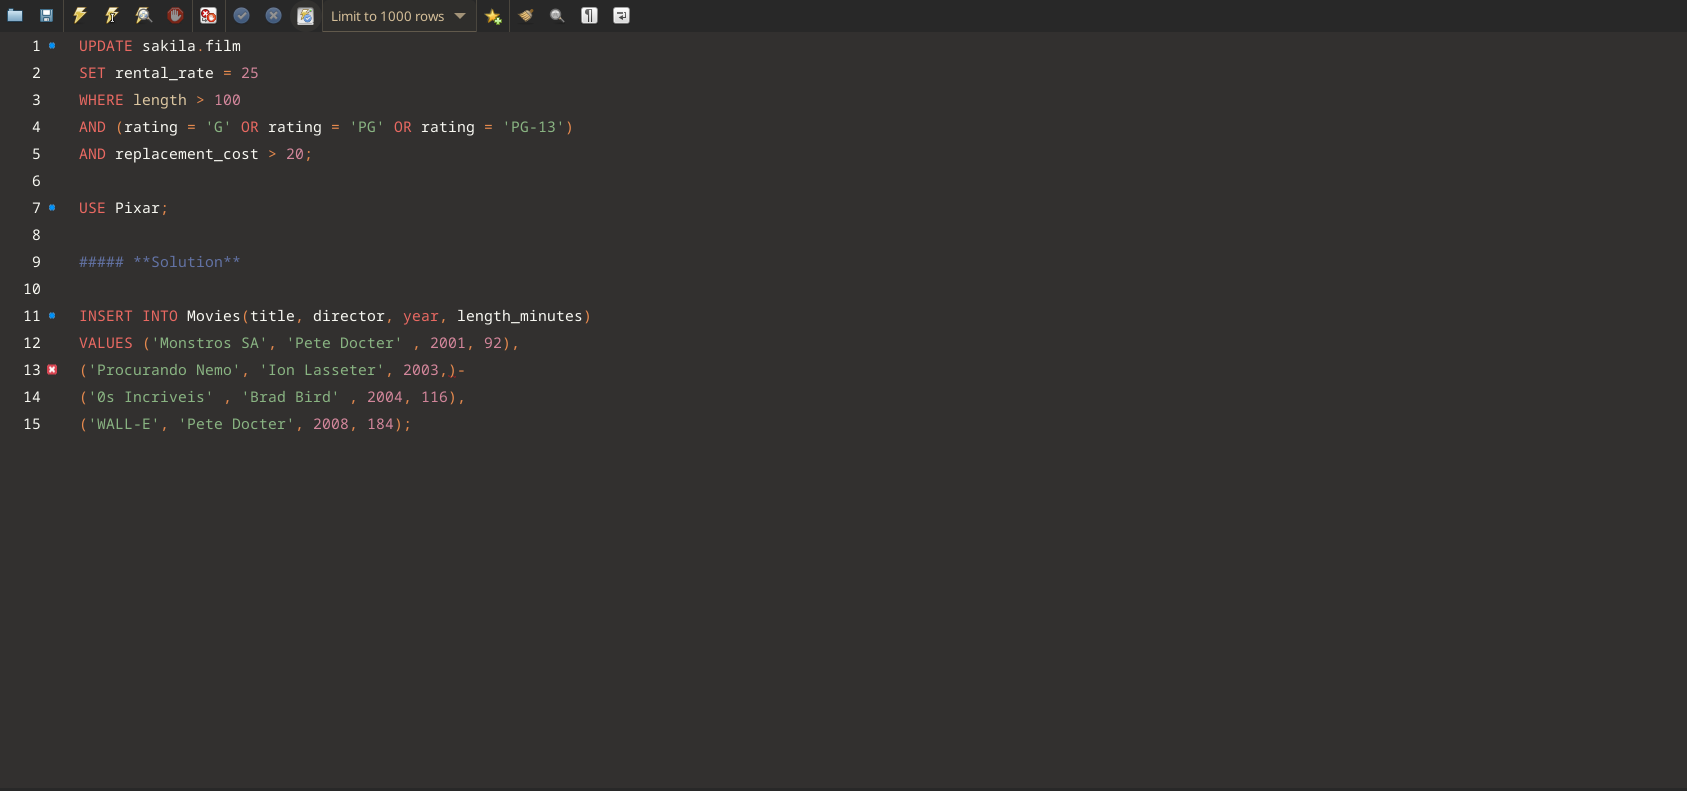 Limit to 1000 rows
1 UPDATE sakila.film
2 SET rental_rate = 25
3 WHERE length > 100
4 AND (rating = 'G' OR rating = 'PG' OR rating = 'PG-13')
5 AND replacement_cost > 20;
6
7 USE Pixar;
8
9 ##### **Solution**
10
11 INSERT INTO Movies(title, director, year, length_minutes)
12 VALUES ('Monstros SA', 'Pete Docter' , 2001, 92),
13 ('Procurando Nemo', 'Ion Lasseter', 2003,)-
14 ('0s Incriveis' , 'Brad Bird' , 2004, 116),
15 ('WALL-E', 'Pete Docter', 2008, 184);